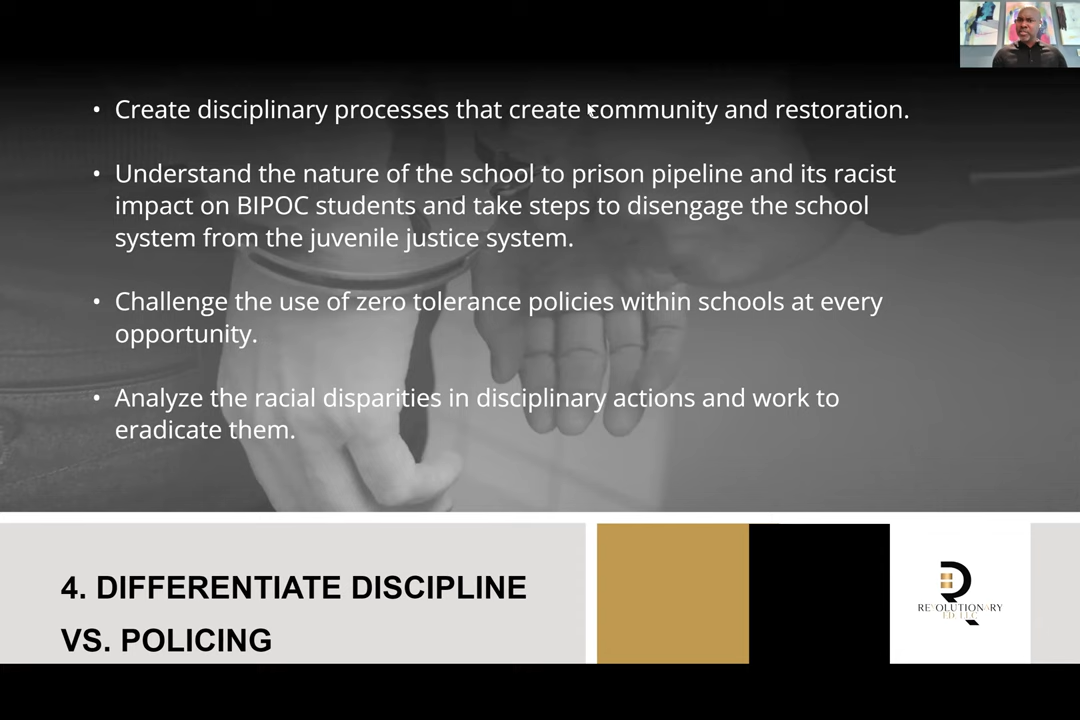 • Create disciplinary processes that create community and restoration.
• Understand the nature of the school to prison pipeline and its racist
impact on BIPOC students and take steps to disengage the school
system from the juvenile justice system.
• Challenge the use of zero tolerance policies within schools at every
opportunity.
• Analyze the racial disparities in disciplinary actions and work to
eradicate them.
4. DIFFERENTIATE DISCIPLINE
VS. POLICING
REVOLUTIONARY
ED, LLC